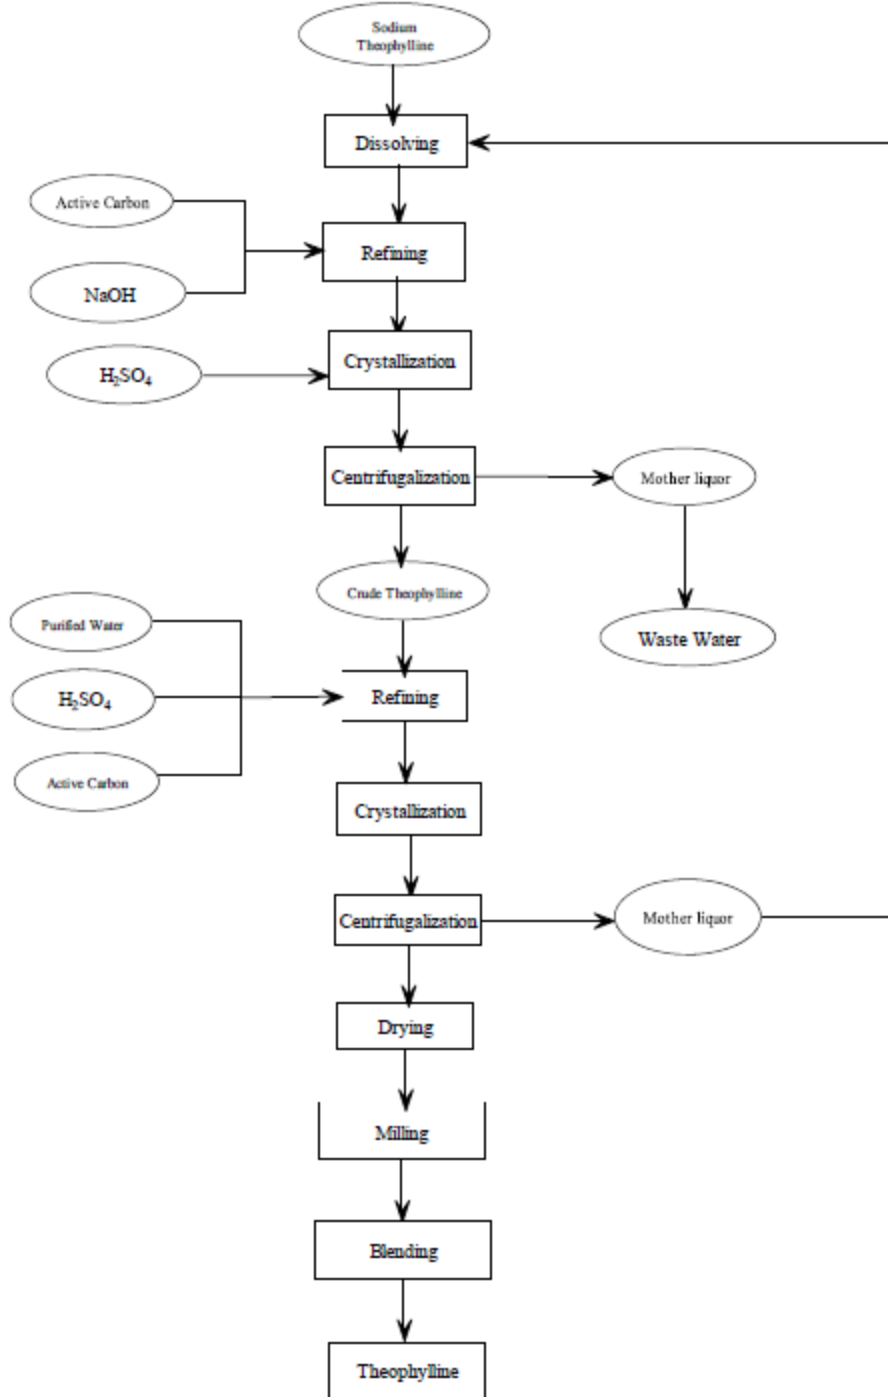 Sodium
Theophylline
Dissolving
Active Carbon
Refining
NaOH
Crystallization
H₂SO₄
Centrifugalization
Mother liquor
Crude Theophylline
Purified Water
Waste Water
H₂SO₄
Refining
Active Carbon
Crystallization
Centrifugalization
Mother liquor
Drying
Milling
Blending
Theophylline